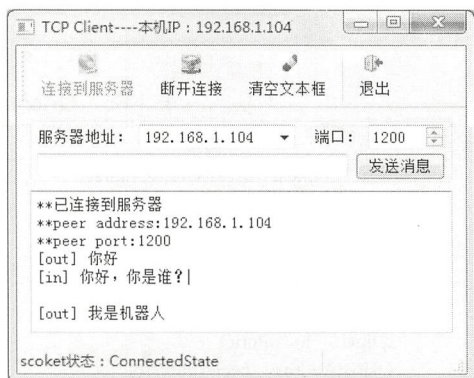 TCP Client----本机IP：192.168.1.104
连接到服务器 断开连接 清空文本框 退出
服务器地址： 192.168.1.104 端口： 1200
发送消息
**已连接到服务器
**peer address:192.168.1.104
**peer port:1200
[out] 你好
[in] 你好，你是谁？|
[out] 我是机器人
scoket状态：ConnectedState